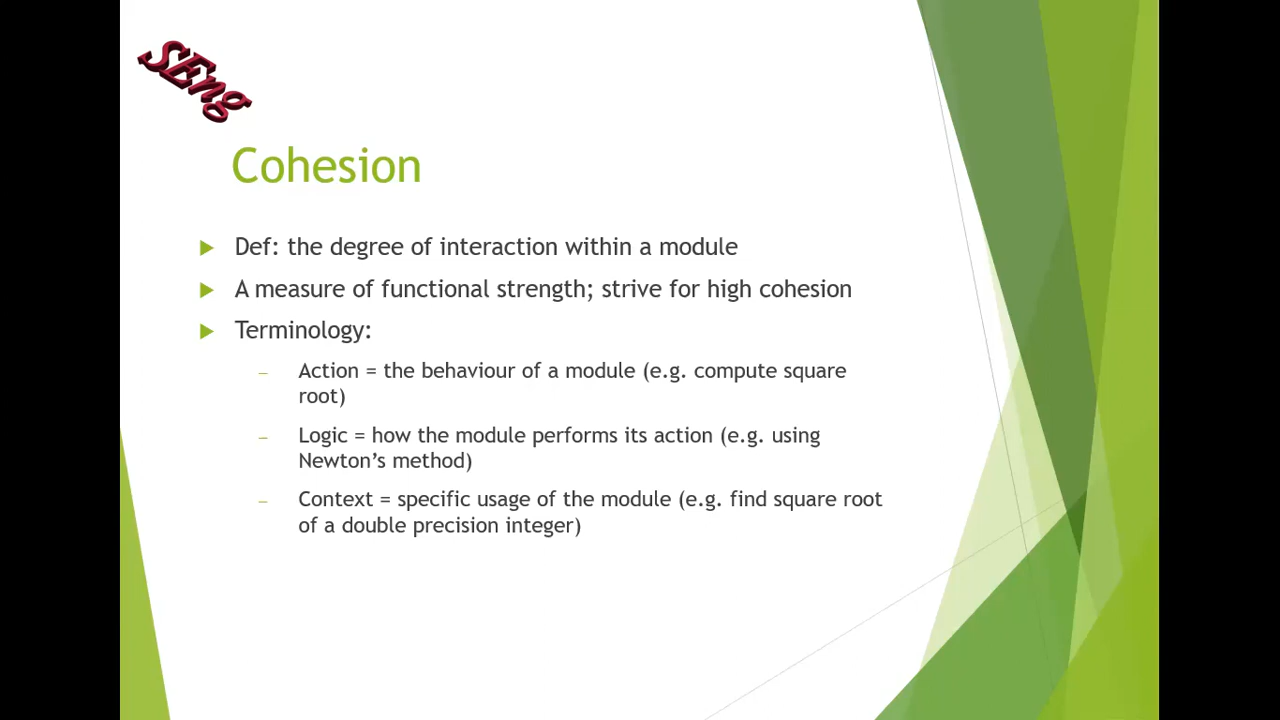 SEng
Cohesion
Def: the degree of interaction within a module
A measure of functional strength; strive for high cohesion
Terminology:
– Action = the behaviour of a module (e.g. compute square
root)
– Logic = how the module performs its action (e.g. using
Newton’s method)
– Context = specific usage of the module (e.g. find square root
of a double precision integer)